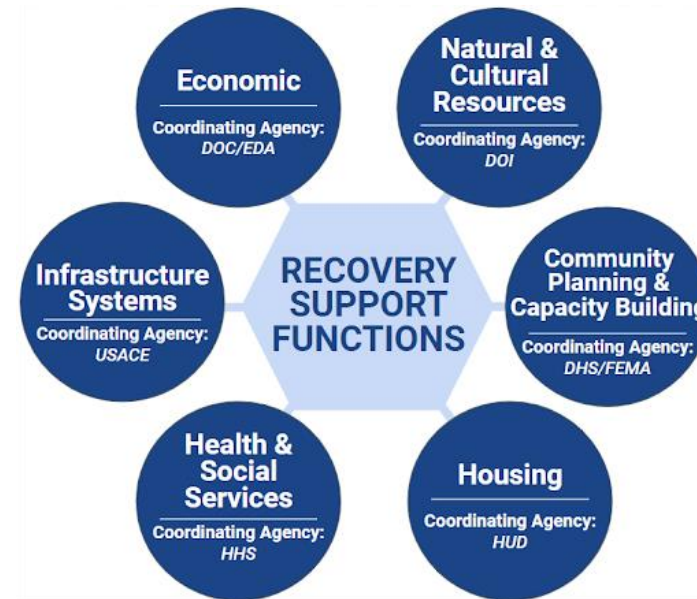 Economic
Coordinating Agency:
DOC/EDA
Natural &
Cultural
Resources
Coordinating Agency:
DOI
Infrastructure
Systems
Coordinating Agency:
USACE
RECOVERY
SUPPORT
FUNCTIONS
Community
Planning &
Capacity Building
Coordinating Agency:
DHS/FEMA
Health &
Social
Services
Coordinating Agency:
HHS
Housing
Coordinating Agency:
HUD